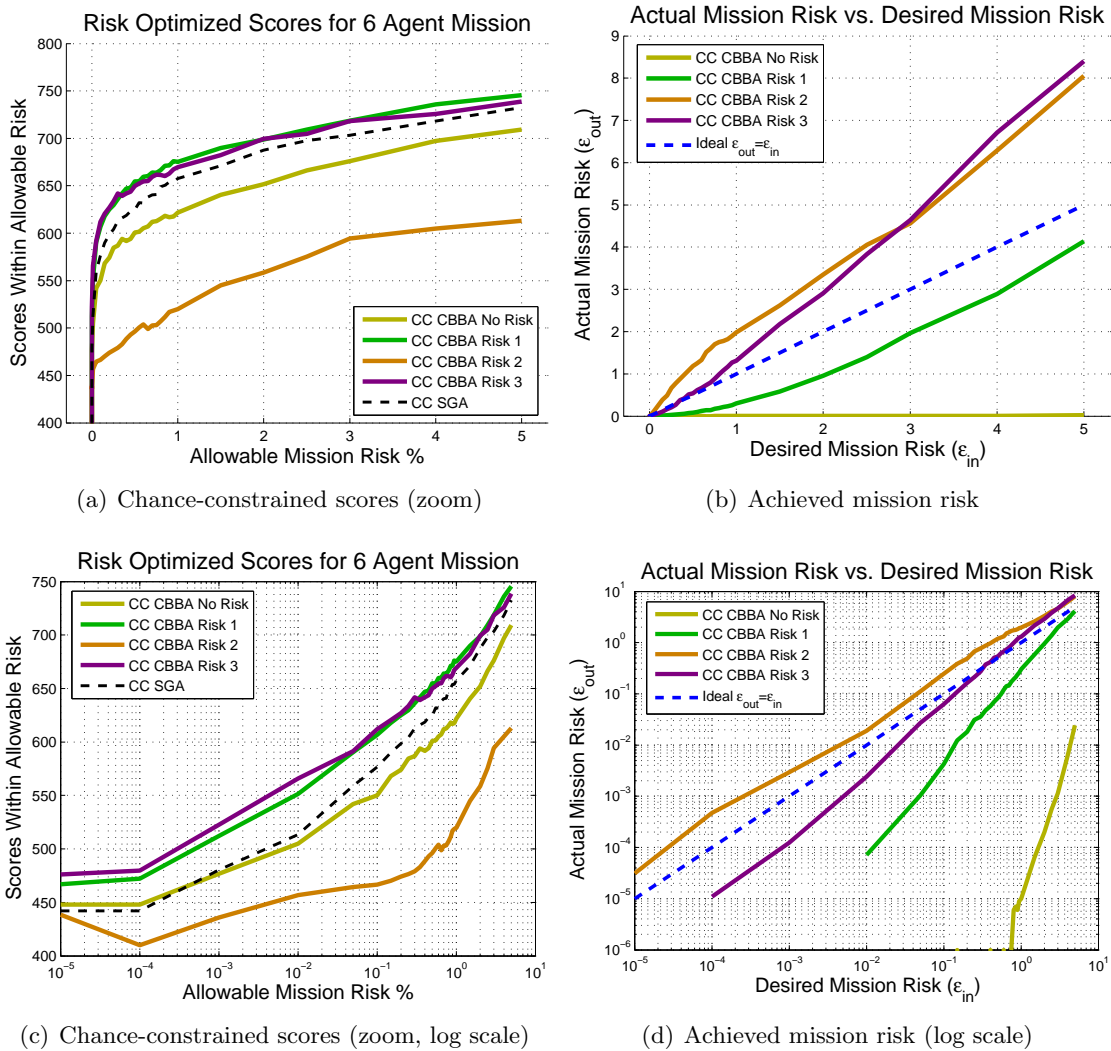 Risk Optimized Scores for 6 Agent Mission
800
750
700
650
600
550
500
450
400
Scores Within Allowable Risk
CC CBBA No Risk
CC CBBA Risk 1
CC CBBA Risk 2
CC CBBA Risk 3
CC SGA
0 1 2 3 4 5
Allowable Mission Risk %
(a) Chance-constrained scores (zoom)
Actual Mission Risk vs. Desired Mission Risk
9
8
7
6
5
4
3
2
1
0
Actual Mission Risk (ε_out)
CC CBBA No Risk
CC CBBA Risk 1
CC CBBA Risk 2
CC CBBA Risk 3
Ideal ε_out=ε_in
0 1 2 3 4 5
Desired Mission Risk (ε_in)
(b) Achieved mission risk
Risk Optimized Scores for 6 Agent Mission
750
700
650
600
550
500
450
400
Scores Within Allowable Risk
CC CBBA No Risk
CC CBBA Risk 1
CC CBBA Risk 2
CC CBBA Risk 3
CC SGA
10^-5 10^-4 10^-3 10^-2 10^-1 10^0 10^1
Allowable Mission Risk %
(c) Chance-constrained scores (zoom, log scale)
Actual Mission Risk vs. Desired Mission Risk
10^1
10^0
10^-1
10^-2
10^-3
10^-4
10^-5
10^-6
Actual Mission Risk (ε_out)
CC CBBA No Risk
CC CBBA Risk 1
CC CBBA Risk 2
CC CBBA Risk 3
Ideal ε_out=ε_in
10^-5 10^-4 10^-3 10^-2 10^-1 10^0 10^1
Desired Mission Risk (ε_in)
(d) Achieved mission risk (log scale)